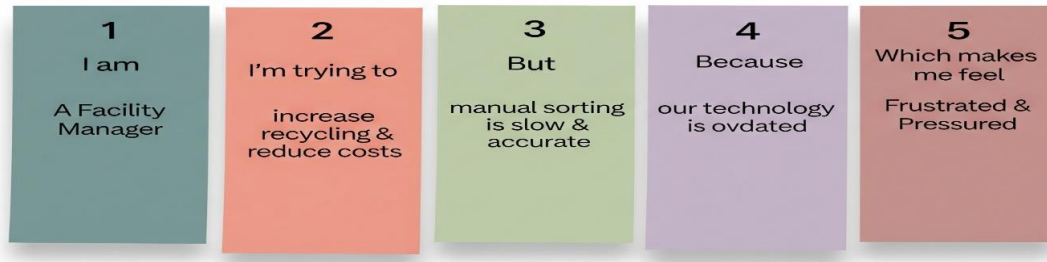 1
I am
A Facility
Manager
2
I'm trying to
increase
recycling &
reduce costs
3
But
manual sorting
is slow &
accurate
4
Because
our technology
is ovdated
5
Which makes
me feel
Frustrated &
Pressured